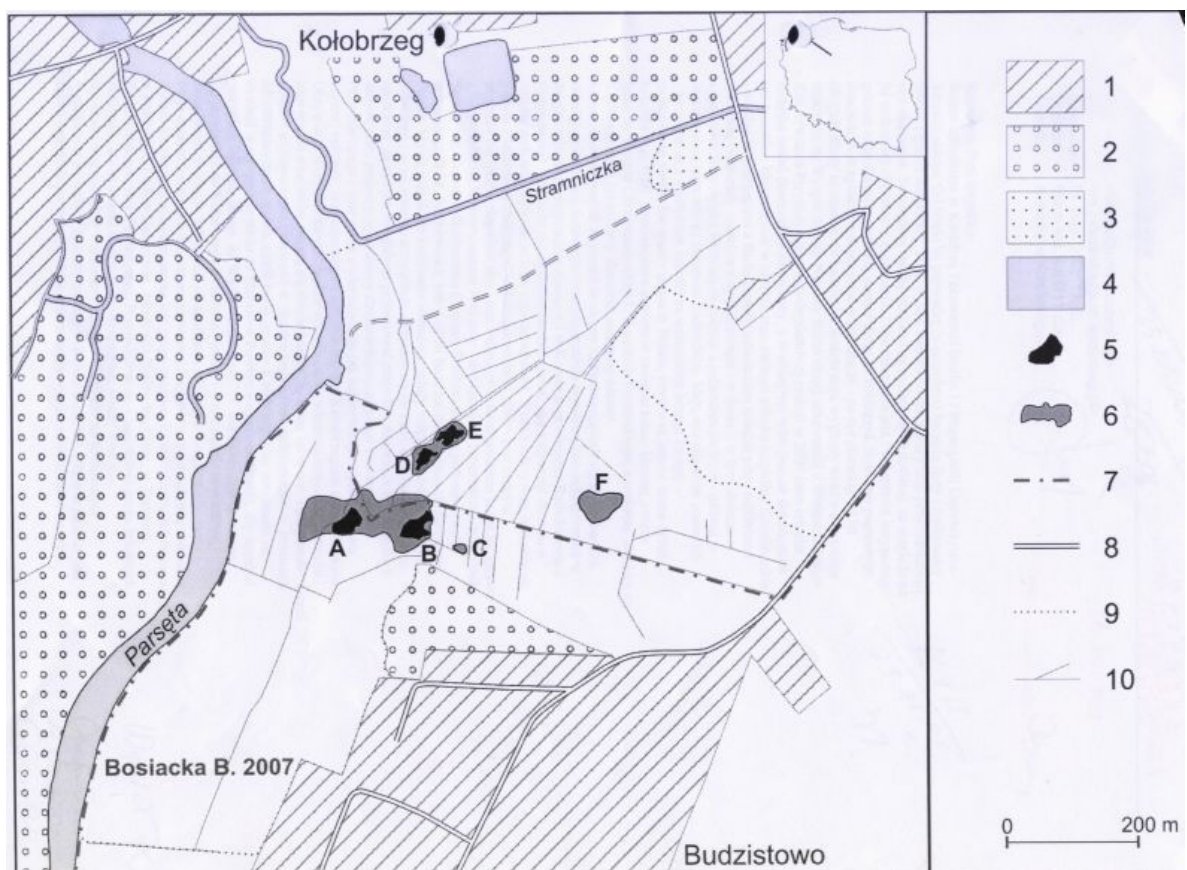 Kołobrzeg
Stramniczka
E
D
F
A
B
C
Parsęta
Bosiacka B. 2007
Budzistowo
1
2
3
4
5
6
7
8
9
10
0 200 m